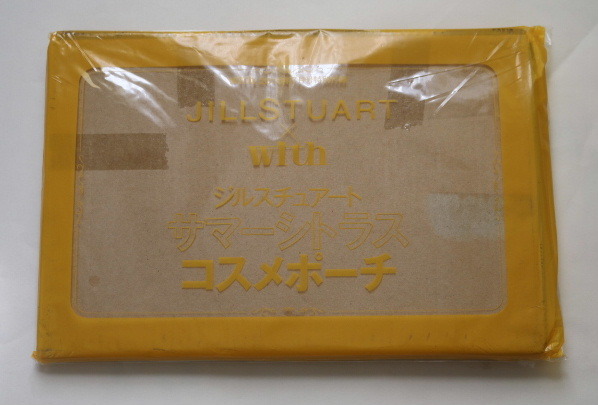 JILLSTUART
with
ジルスチュアート
サマーシトラス
コスメポーチ